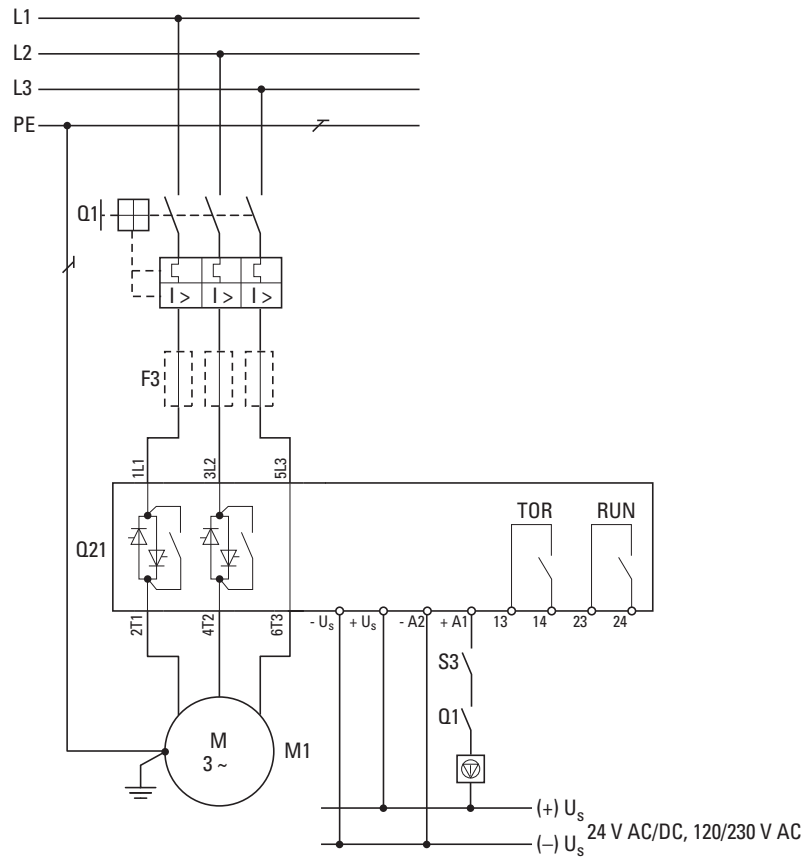 L1
L2
L3
PE
Q1
I > I > I >
F3
1L1 3L2 5L3
TOR RUN
Q21
2T1 4T2 6T3 - Us + Us - A2 + A1 13 14 23 24
S3
Q1
M
3 ~
M1
(+) Us
(–) Us
24 V AC/DC, 120/230 V AC